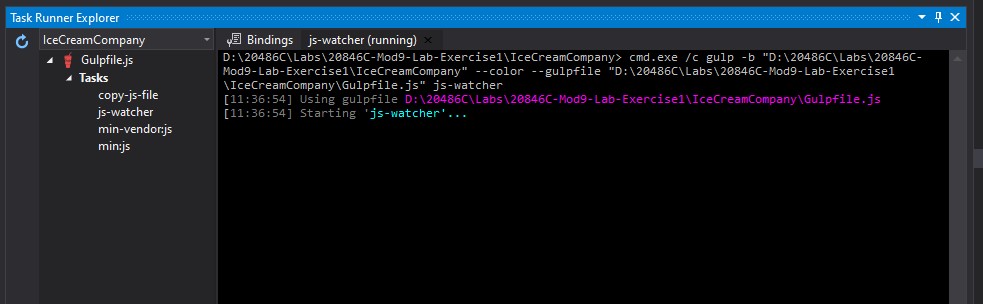 Task Runner Explorer
IceCreamCompany
Gulpfile.js
Tasks
copy-js-file
js-watcher
min-vendor:js
min:js
Bindings
js-watcher (running)
D:\20486C\Labs\20846C-Mod9-Lab-Exercise1\IceCreamCompany> cmd.exe /c gulp -b "D:\20486C\Labs\20846C-
Mod9-Lab-Exercise1\IceCreamCompany" --color --gulpfile "D:\20486C\Labs\20846C-Mod9-Lab-Exercise1
\IceCreamCompany\Gulpfile.js" js-watcher
[11:36:54] Using gulpfile D:\20486C\Labs\20846C-Mod9-Lab-Exercise1\IceCreamCompany\Gulpfile.js
[11:36:54] Starting 'js-watcher'...